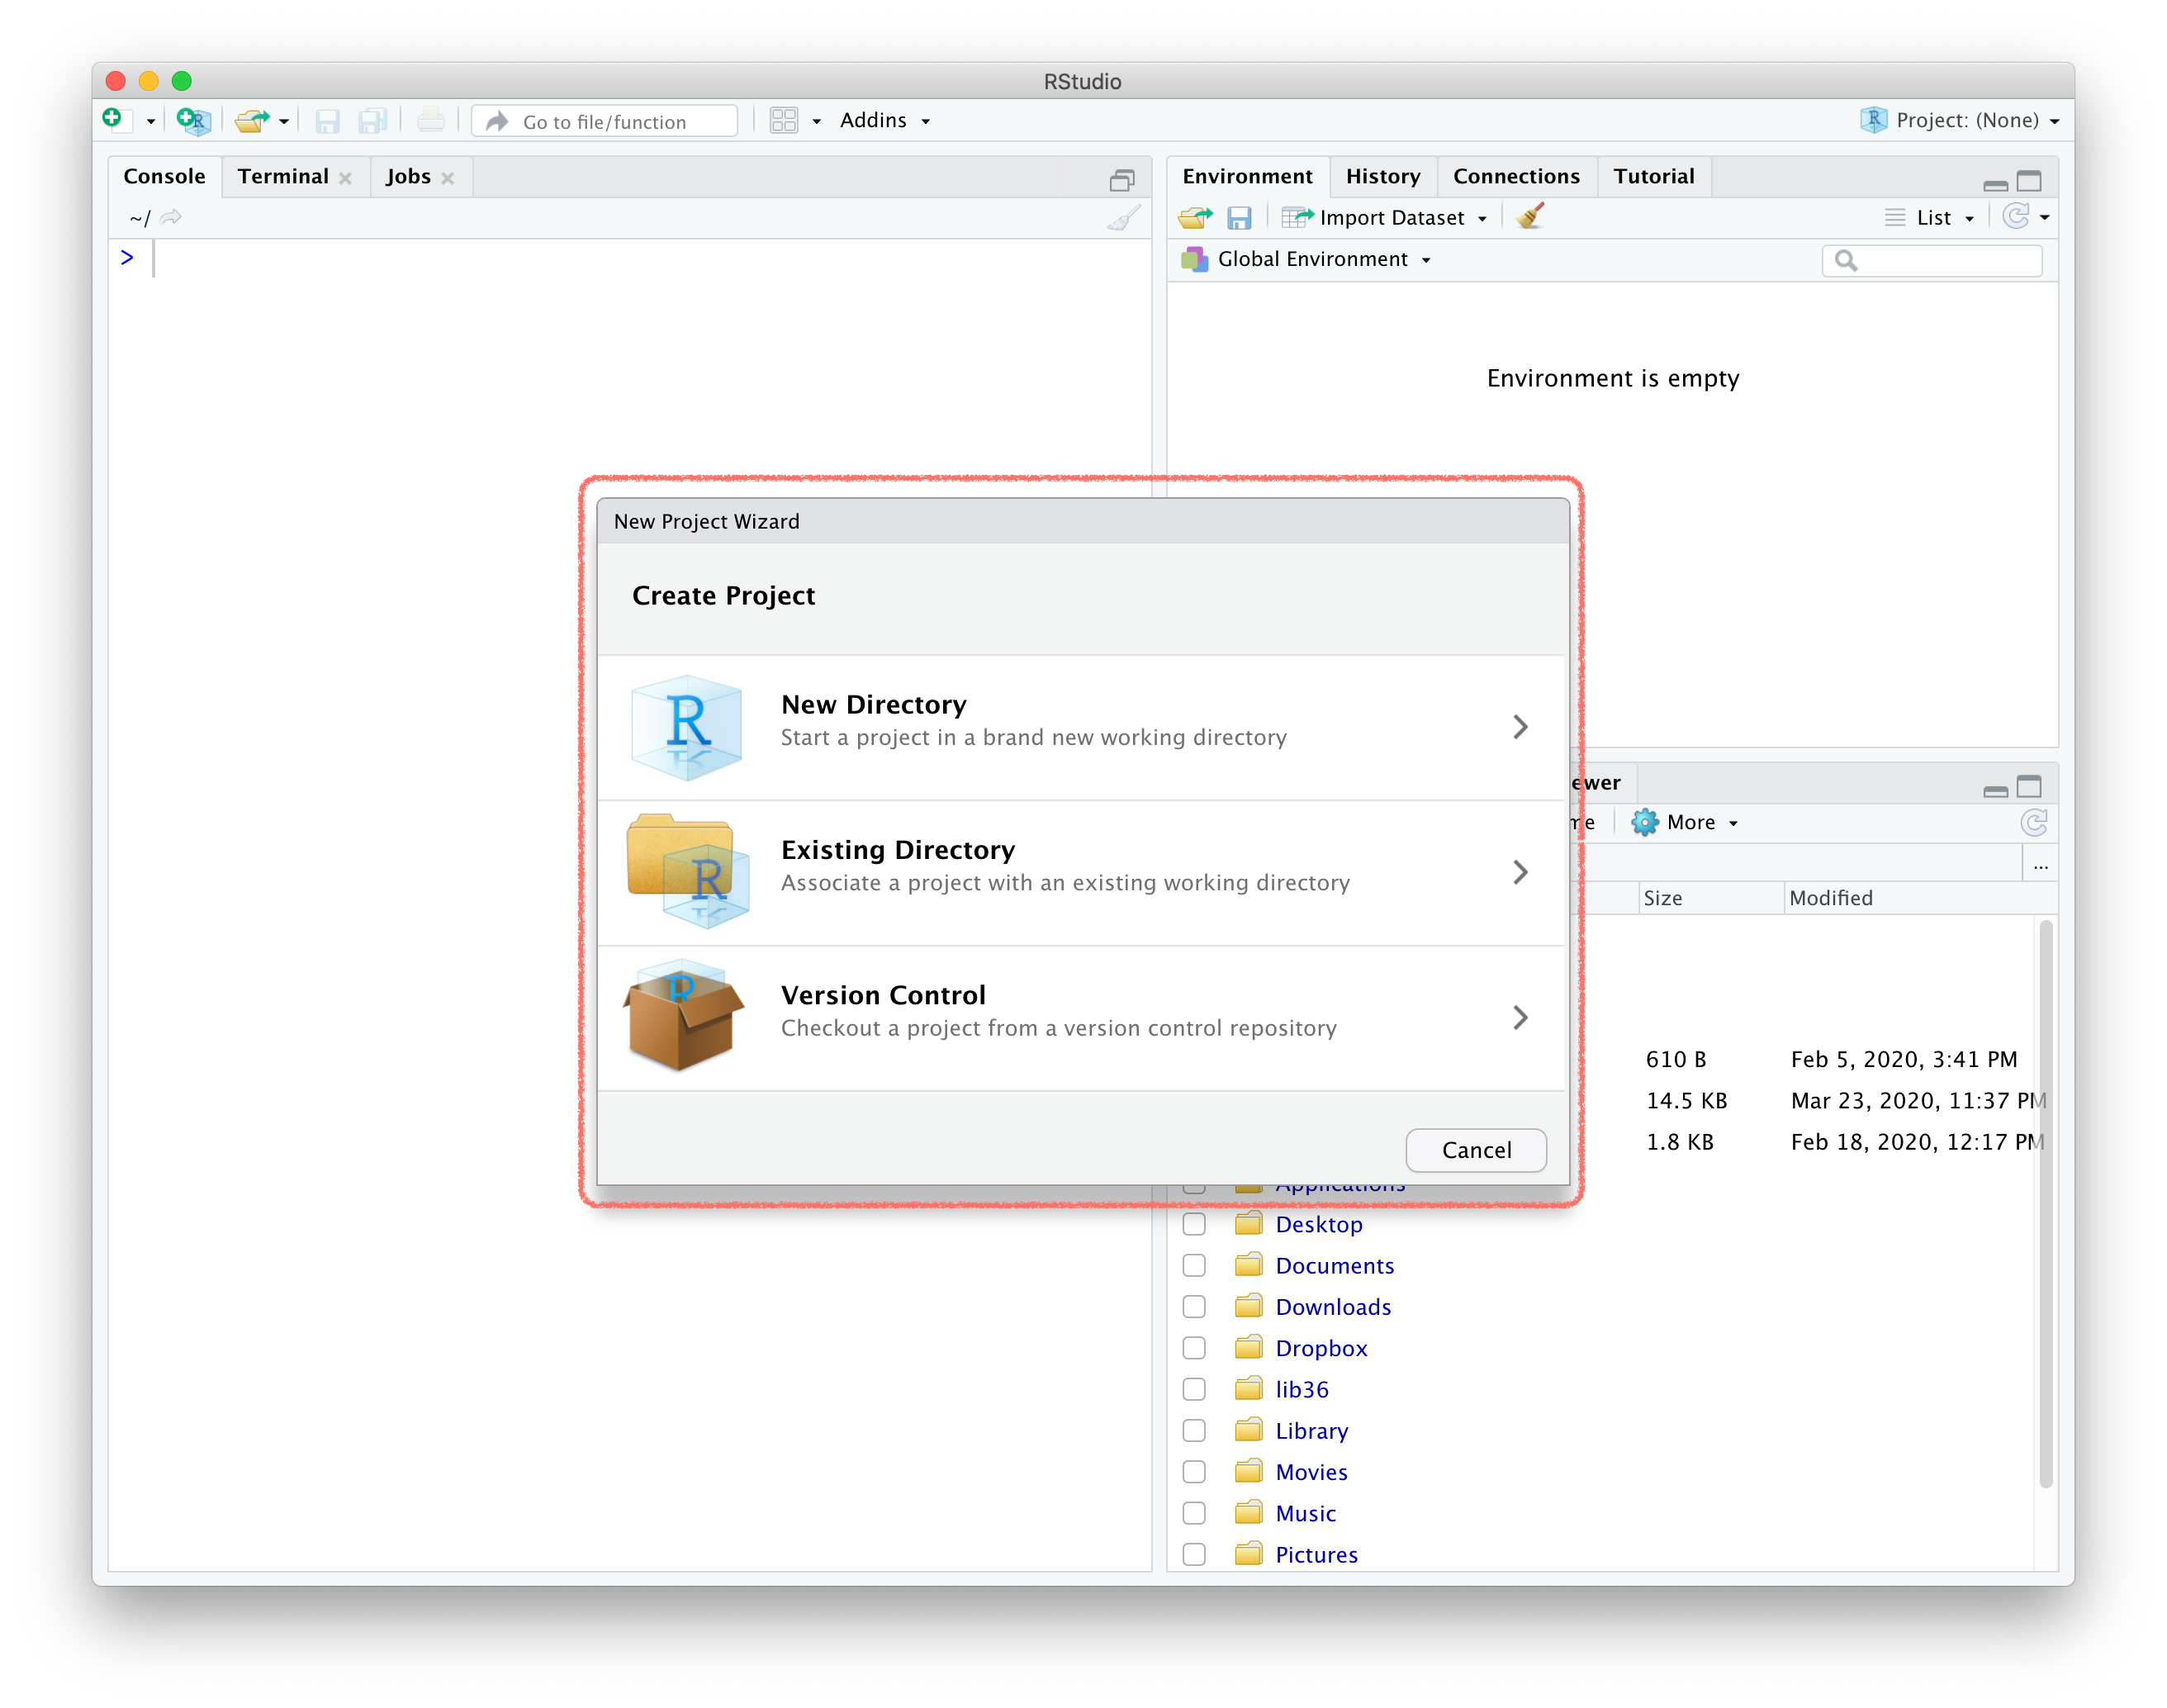 RStudio
Go to file/function
Addins
Project: (None)
Console
Terminal
Jobs
~/
>
Environment
History
Connections
Tutorial
Import Dataset
List
Global Environment
Environment is empty
New Project Wizard
Create Project
New Directory
Start a project in a brand new working directory
Existing Directory
Associate a project with an existing working directory
Version Control
Checkout a project from a version control repository
Cancel
More
...
Size
Modified
610 B
Feb 5, 2020, 3:41 PM
14.5 KB
Mar 23, 2020, 11:37 PM
1.8 KB
Feb 18, 2020, 12:17 PM
Applications
Desktop
Documents
Downloads
Dropbox
lib36
Library
Movies
Music
Pictures